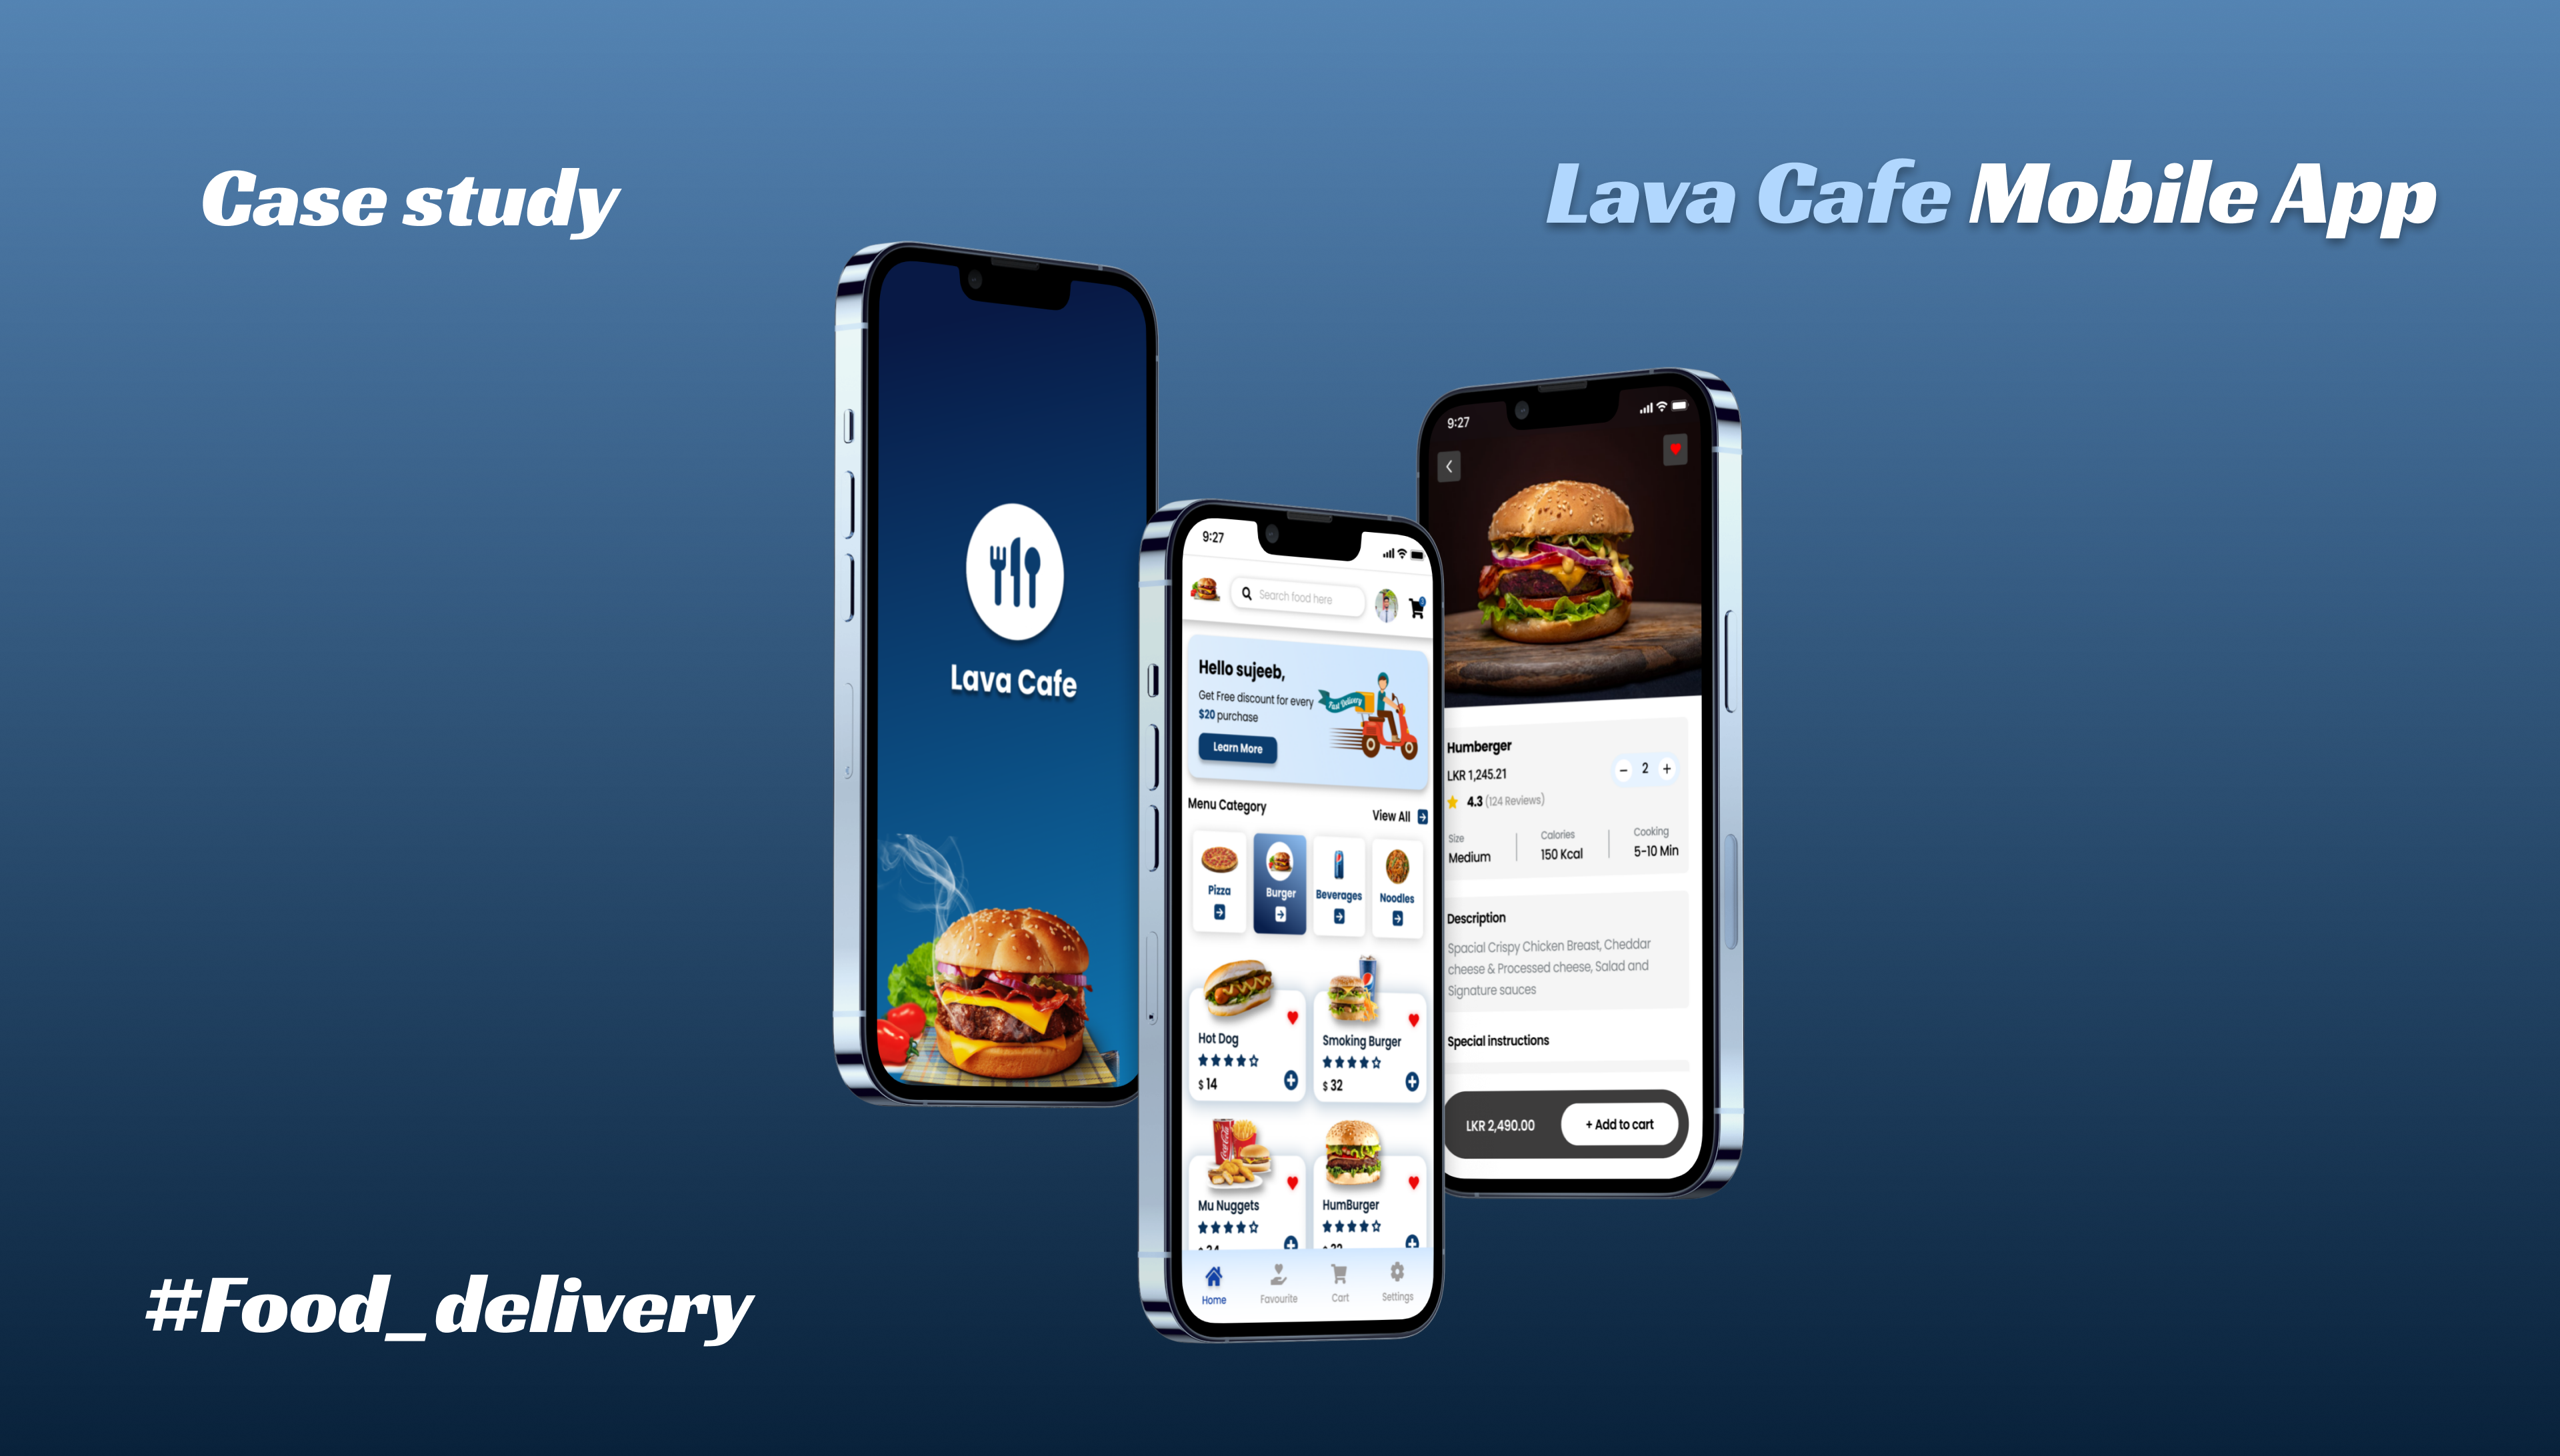 Case study
Lava Cafe Mobile App
Lava Cafe
9:27
Search food here
Hello sujeeb,
Get Free discount for every
$20 purchase
Fast Delivery
Learn More
Menu Category
View All
Pizza
Burger
Beverages
Noodles
Hot Dog
$ 14
Smoking Burger
$ 32
Mu Nuggets
HumBurger
Home
Favourite
Cart
Settings
9:27
Humberger
LKR 1,245.21
2
4.3 (124 Reviews)
Size
Medium
Calories
150 Kcal
Cooking
5-10 Min
Description
Spacial Crispy Chicken Breast, Cheddar
cheese & Processed cheese, Salad and
Signature sauces
Special instructions
LKR 2,490.00
+ Add to cart
#Food_delivery